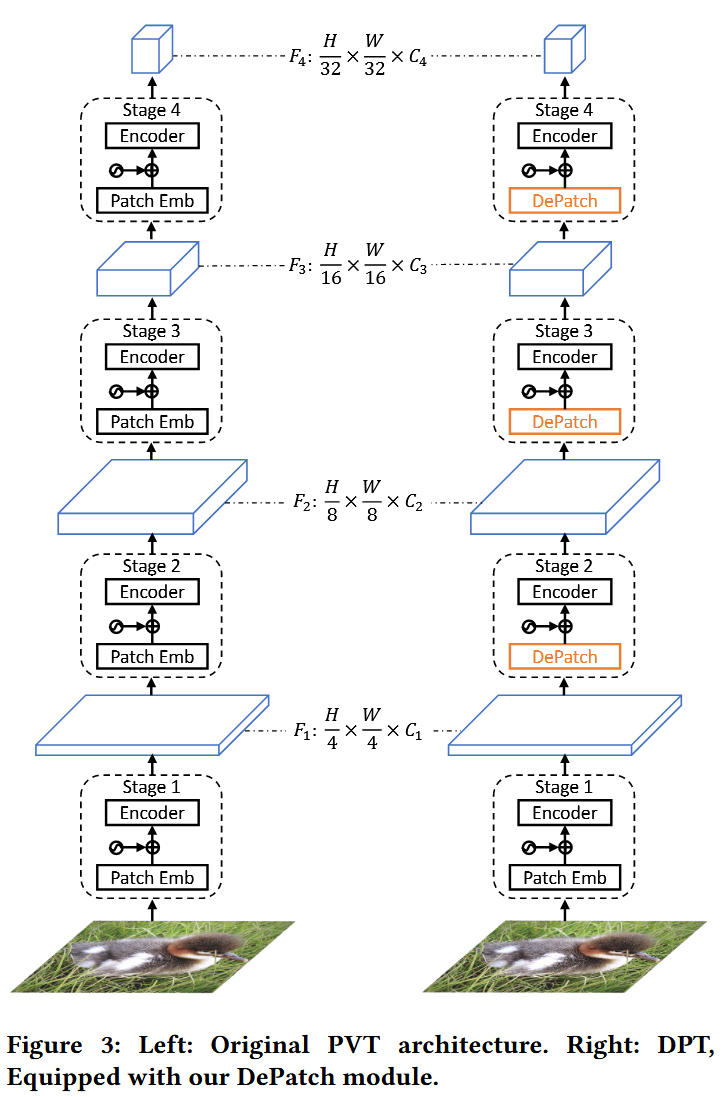 F₄: H/32 × W/32 × C₄
Stage 4
Encoder
Patch Emb
Stage 4
Encoder
DePatch
F₃: H/16 × W/16 × C₃
Stage 3
Encoder
Patch Emb
Stage 3
Encoder
DePatch
F₂: H/8 × W/8 × C₂
Stage 2
Encoder
Patch Emb
Stage 2
Encoder
DePatch
F₁: H/4 × W/4 × C₁
Stage 1
Encoder
Patch Emb
Stage 1
Encoder
Patch Emb
Figure 3: Left: Original PVT architecture. Right: DPT,
Equipped with our DePatch module.